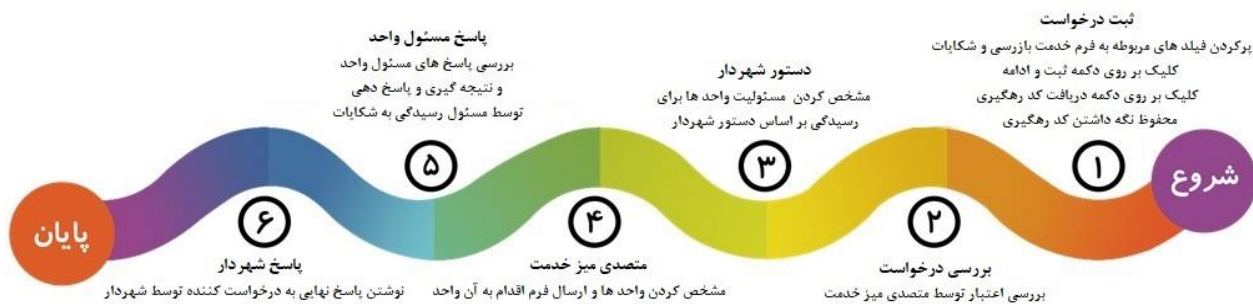 شروع
۱
ثبت درخواست
پرکردن فیلد های مربوطه به فرم خدمت بازرسی و شکایات
کلیک بر روی دکمه ثبت و ادامه
کلیک بر روی دکمه دریافت کد رهگیری
محفوظ نگه داشتن کد رهگیری
۲
بررسی درخواست
بررسی اعتبار توسط متصدی میز خدمت
۳
دستور شهردار
مشخص کردن مسئولیت واحد ها برای
رسیدگی بر اساس دستور شهردار
۴
متصدی میز خدمت
مشخص کردن واحد ها و ارسال فرم اقدام به آن واحد
۵
پاسخ مسئول واحد
بررسی پاسخ های مسئول واحد
و نتیجه گیری و پاسخ دهی
توسط مسئول رسیدگی به شکایات
۶
پاسخ شهردار
نوشتن پاسخ نهایی به درخواست کننده توسط شهردار
پایان